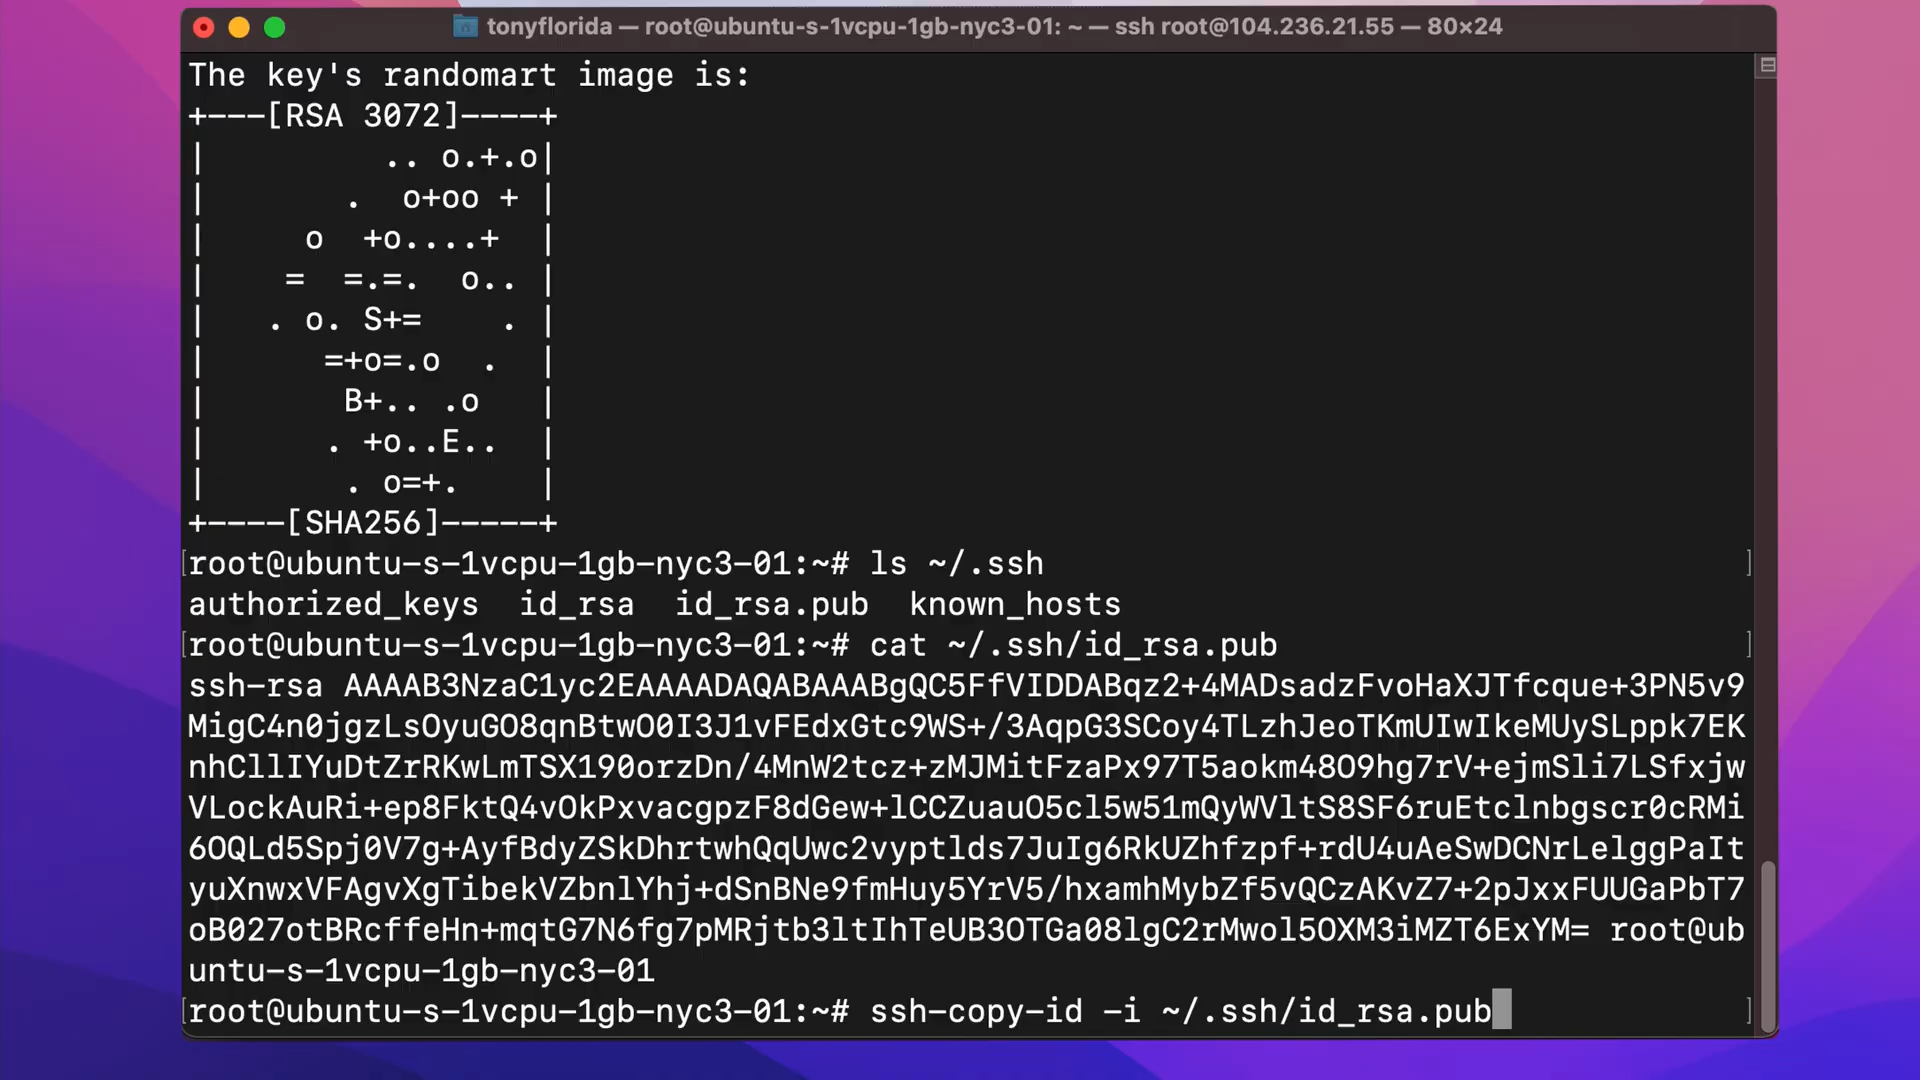 tonyflorida — root@ubuntu-s-1vcpu-1gb-nyc3-01: ~ — ssh root@104.236.21.55 — 80×24
The key's randomart image is:
+---[RSA 3072]----+
|          .. o.+.o|
|        .  o+oo + |
|      o  +o....+  |
|     =  =.=.  o.. |
|    . o. S+=    . |
|       =+o=.o  .  |
|        B+.. .o   |
|       . +o..E..  |
|        . o=+.    |
+----[SHA256]-----+
[root@ubuntu-s-1vcpu-1gb-nyc3-01:~# ls ~/.ssh ]
authorized_keys  id_rsa  id_rsa.pub  known_hosts
[root@ubuntu-s-1vcpu-1gb-nyc3-01:~# cat ~/.ssh/id_rsa.pub ]
ssh-rsa AAAAB3NzaC1yc2EAAAADAQABAAABgQC5FfVIDDABqz2+4MADsadzFvoHaXJTfcque+3PN5v9
MigC4n0jgzLsOyuGO8qnBtwO0I3J1vFEdxGtc9WS+/3AqpG3SCoy4TLzhJeoTKmUIwIkeMUySLppk7EK
nhCllIYuDtZrRKwLmTSX190orzDn/4MnW2tcz+zMJMitFzaPx97T5aokm48O9hg7rV+ejmSli7LSfxjw
VLockAuRi+ep8FktQ4vOkPxvacgpzF8dGew+lCCZuauO5cl5w51mQyWVltS8SF6ruEtclnbgscr0cRMi
6OQLd5Spj0V7g+AyfBdyZSkDhrtwhQqUwc2vyptlds7JuIg6RkUZhfzpf+rdU4uAeSwDCNrLelggPaIt
yuXnwxVFAgvXgTibekVZbnlYhj+dSnBNe9fmHuy5YrV5/hxamhMybZf5vQCzAKvZ7+2pJxxFUUGaPbT7
oB027otBRcffeHn+mqtG7N6fg7pMRjtb3ltIhTeUB3OTGa08lgC2rMwol5OXM3iMZT6ExYM= root@ub
untu-s-1vcpu-1gb-nyc3-01
[root@ubuntu-s-1vcpu-1gb-nyc3-01:~# ssh-copy-id -i ~/.ssh/id_rsa.pub ]